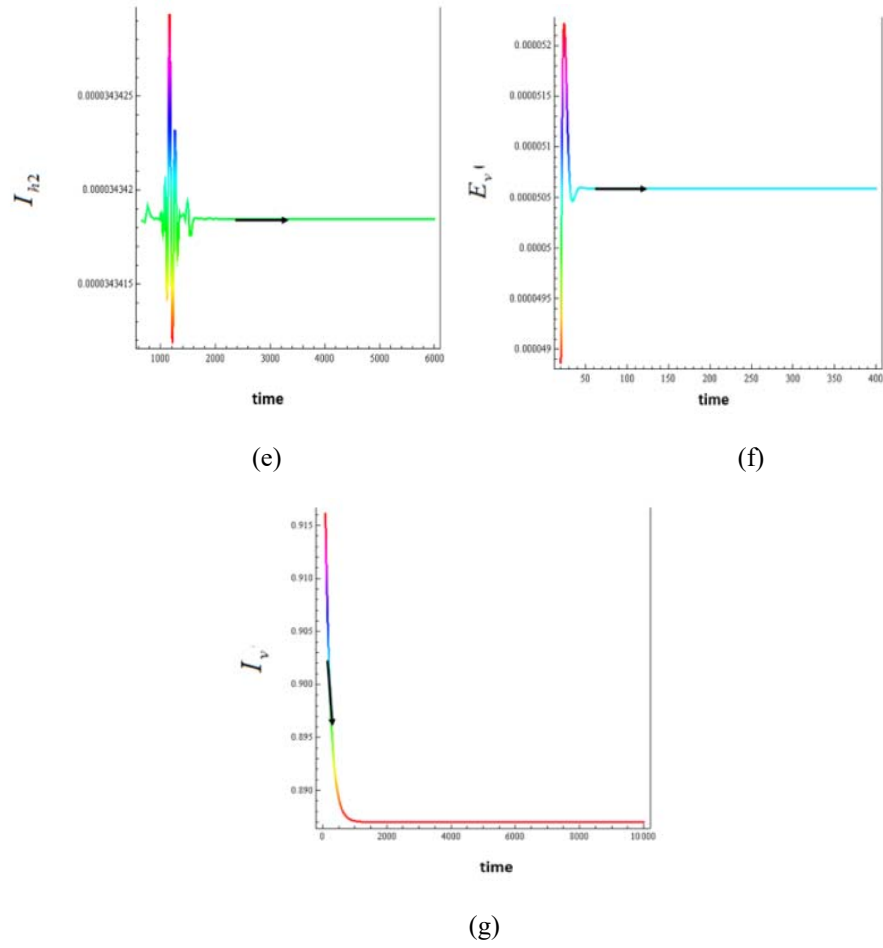 0.0000343425
0.000034342
0.0000343415
I h2
1000 2000 3000 4000 5000 6000
time
(e)
0.000052
0.0000515
0.000051
0.0000505
0.00005
0.0000495
0.000049
E v
50 100 150 200 250 300 350 400
time
(f)
0.915
0.910
0.905
0.900
0.895
0.890
I v
0 2000 4000 6000 8000 10000
time
(g)